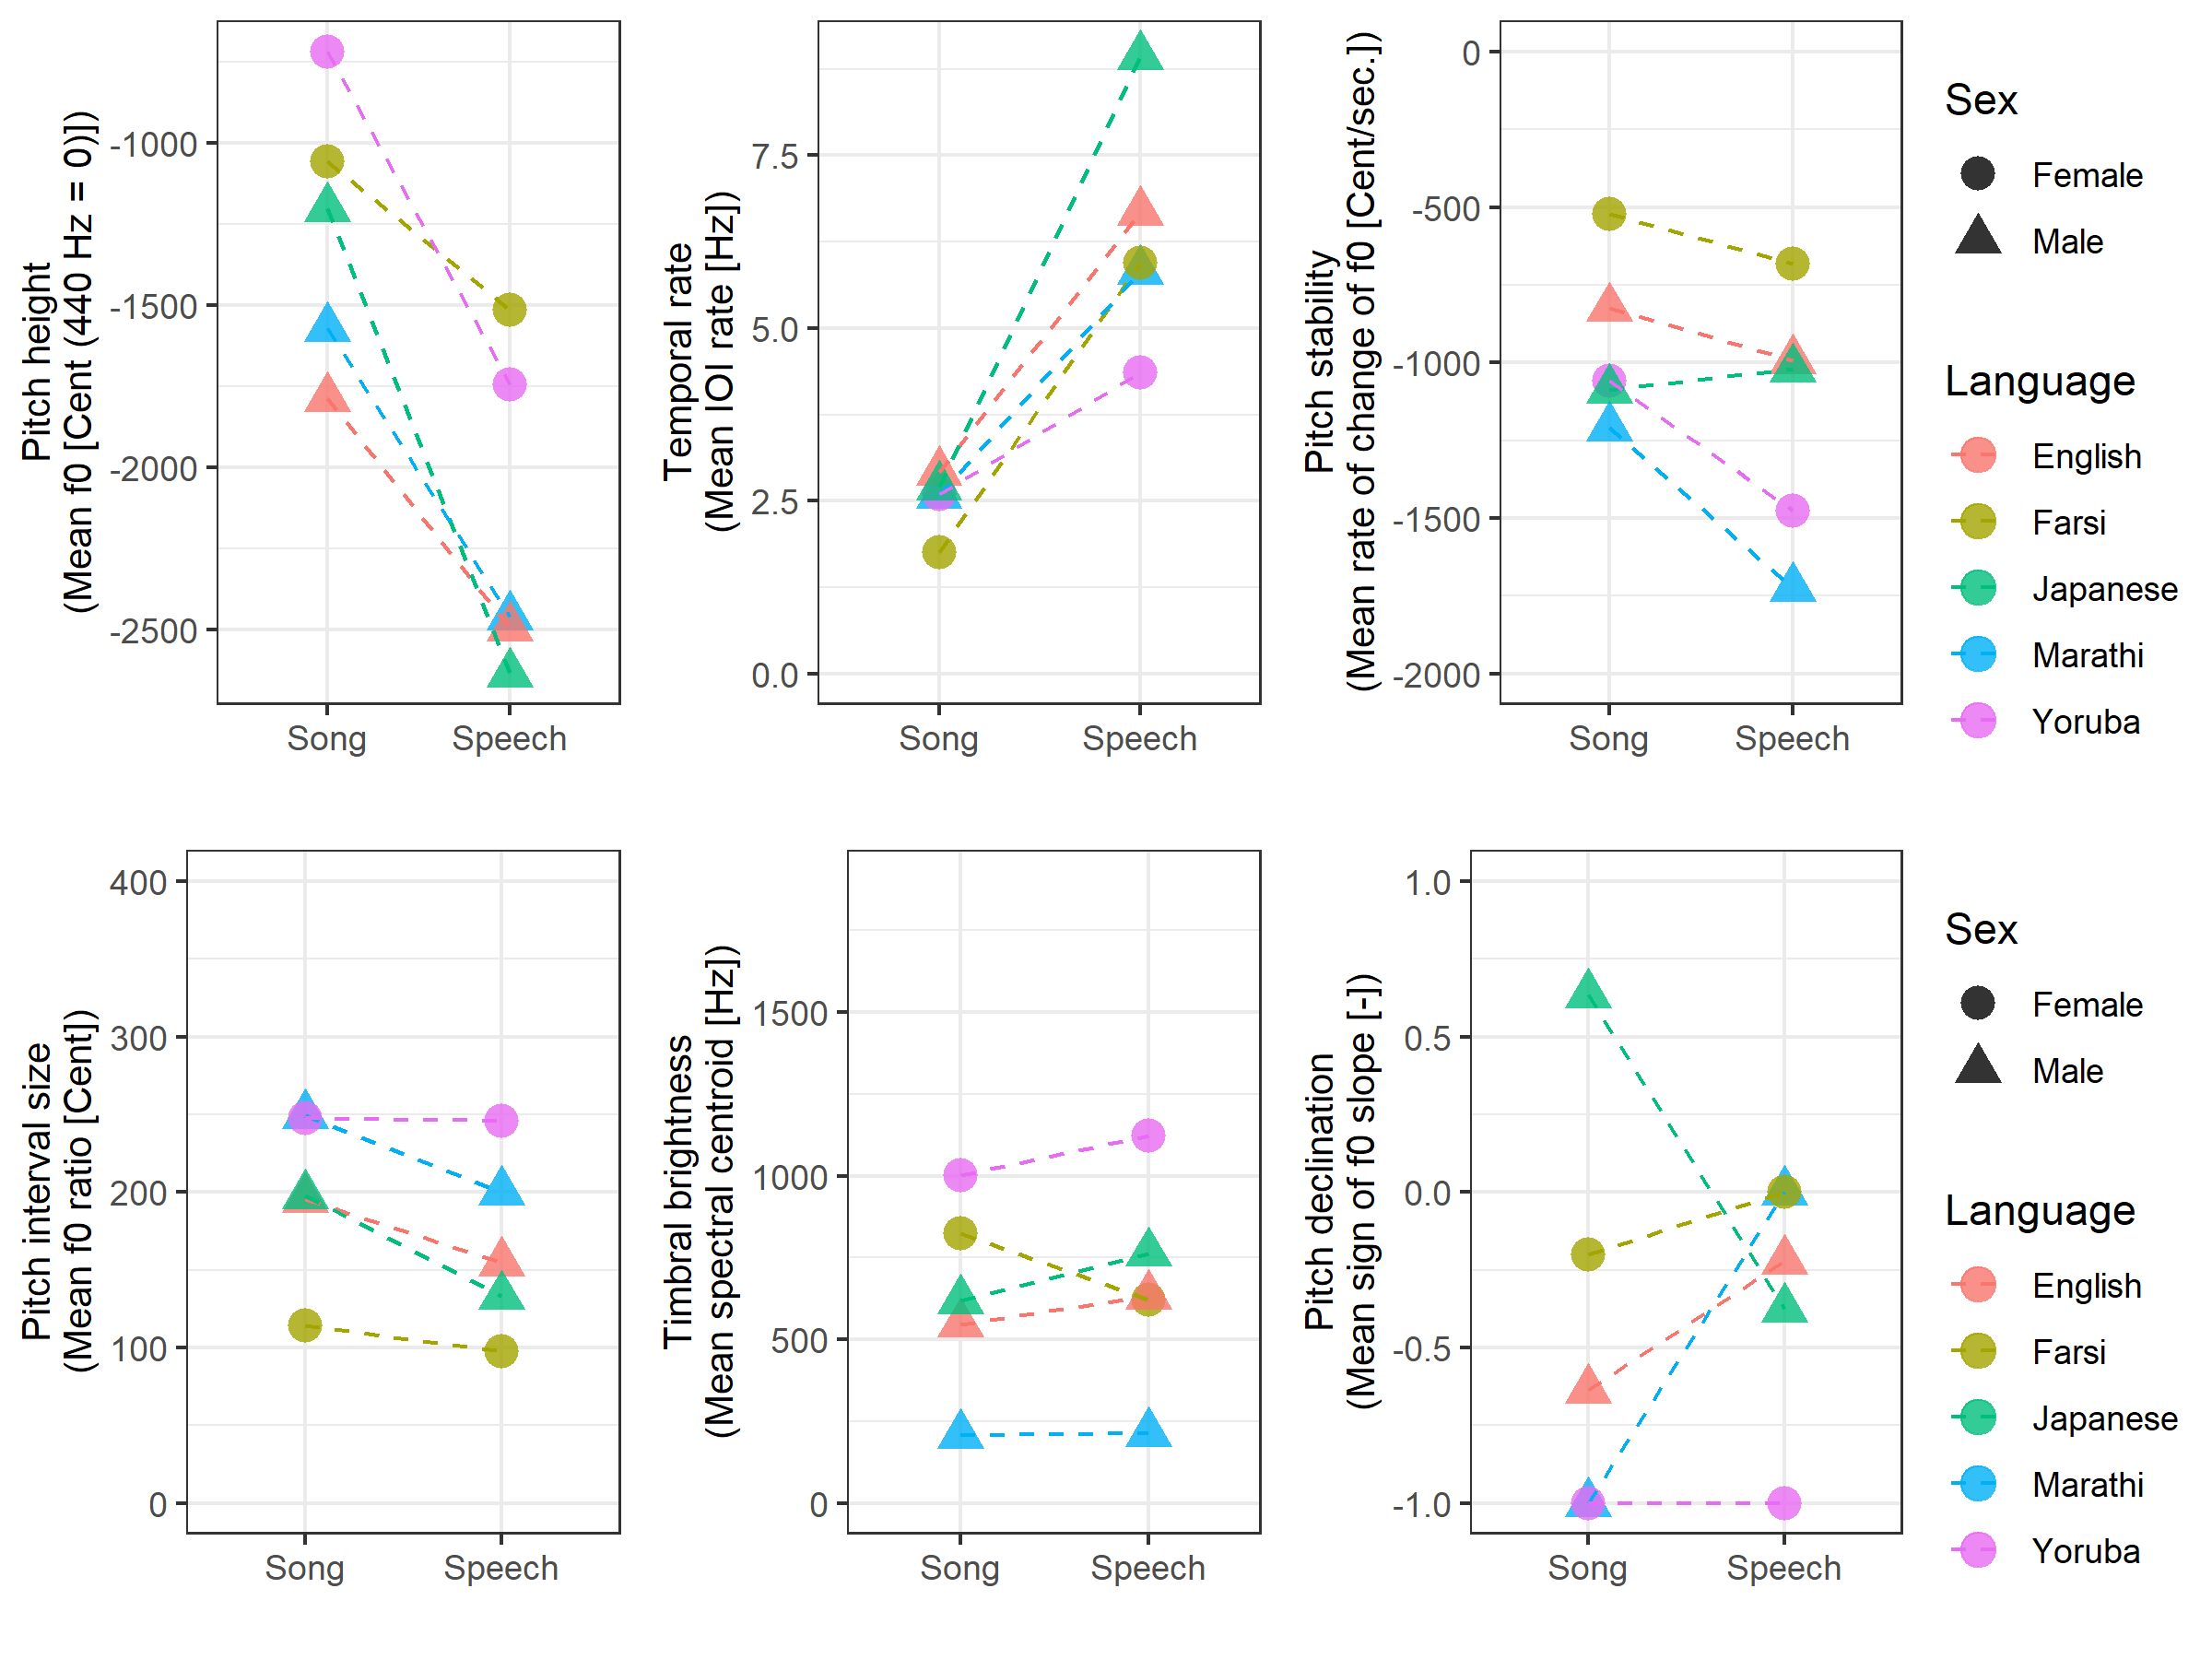 Pitch height
(Mean f0 [Cent (440 Hz = 0)])
-1000
-1500
-2000
-2500
Song
Speech
Temporal rate
(Mean IOI rate [Hz])
7.5
5.0
2.5
0.0
Song
Speech
Pitch stability
(Mean rate of change of f0 [Cent/sec.])
0
-500
-1000
-1500
-2000
Song
Speech
Sex
Female
Male
Language
English
Farsi
Japanese
Marathi
Yoruba
Pitch interval size
(Mean f0 ratio [Cent])
400
300
200
100
0
Song
Speech
Timbral brightness
(Mean spectral centroid [Hz])
1500
1000
500
0
Song
Speech
Pitch declination
(Mean sign of f0 slope [-])
1.0
0.5
0.0
-0.5
-1.0
Song
Speech
Sex
Female
Male
Language
English
Farsi
Japanese
Marathi
Yoruba